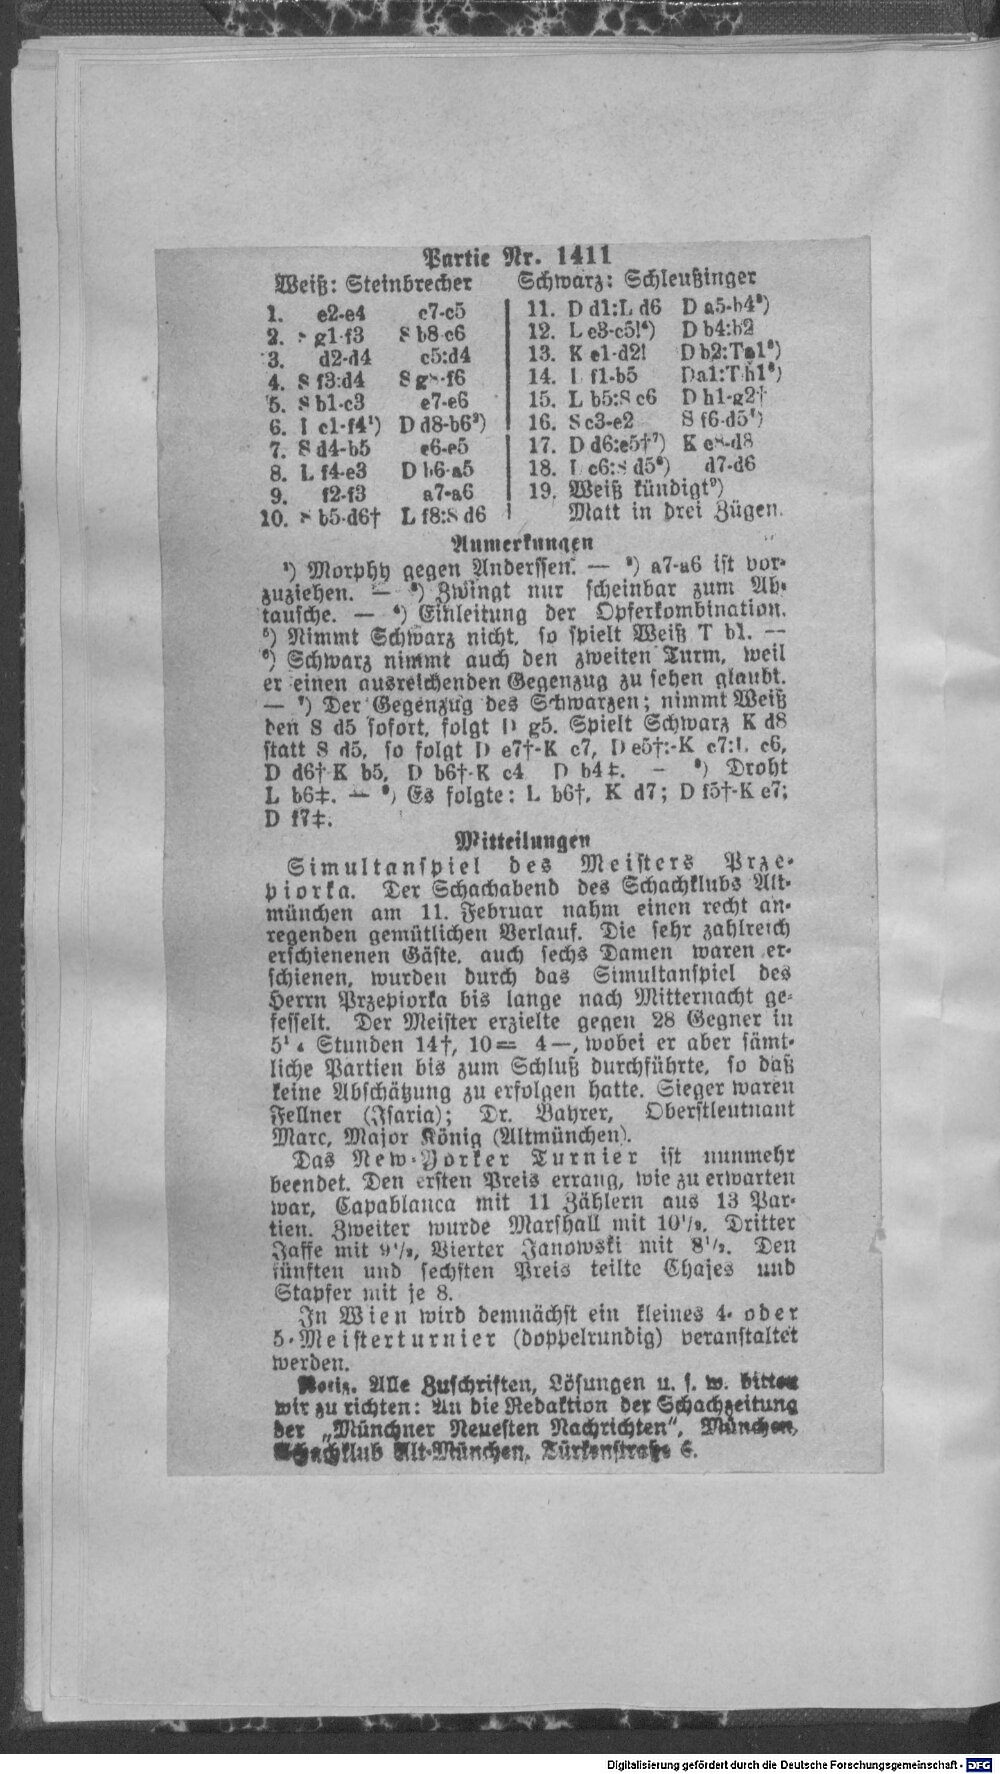 Partie Nr. 1411
Weiß: Steinbrecher Schwarz: Schleußinger
1. e2-e4 c7-c5
2. g1-f3 S b8-c6
3. d2-d4 c5:d4
4. S f3:d4 S g8-f6
5. S b1-c3 e7-e6
6. L c1-f4¹) D d8-b6²)
7. S d4-b5 e6-e5
8. L f4-e3 D b6-a5
9. f2-f3 a7-a6
10. S b5-d6† L f8:S d6
11. D d1:L d6 D a5-b4³)
12. L e3-c5!⁴) D b4:b2
13. K e1-d2! D b2:T a1⁵)
14. L f1-b5 D a1:T h1⁶)
15. L b5:S c6 D h1-g2†
16. S c3-e2 S f6-d5⁷)
17. D d6:e5†⁷) K e8-d8
18. L c6:S d5⁸) d7-d6
19. Weiß kündigt⁹)
Matt in drei Zügen.
Anmerkungen
¹) Morphy gegen Anderssen. — ²) a7-a6 ist vor-
zuziehen. — ³) Zwingt nur scheinbar zum Ab-
tausche. — ⁴) Einleitung der Opferkombination.
⁵) Nimmt Schwarz nicht, so spielt Weiß T b1. —
⁶) Schwarz nimmt auch den zweiten Turm, weil
er einen ausreichenden Gegenzug zu sehen glaubt.
— ⁷) Der Gegenzug des Schwarzen; nimmt Weiß
den S d5 sofort, folgt D g5. Spielt Schwarz K d8
statt S d5, so folgt D e7†-K c7, D e5†:-K c7:L c6,
D d6†-K b5, D b6†-K c4 D b4‡. — ⁸) Droht
L b6‡. — ⁹) Es folgte: L b6†, K d7; D f5†-K e7;
D f7‡.
Mitteilungen
Simultanspiel des Meisters Prze-
piorka. Der Schachabend des Schachklubs Alt-
münchen am 11. Februar nahm einen recht an-
regenden gemütlichen Verlauf. Die sehr zahlreich
erschienenen Gäste, auch sechs Damen waren er-
schienen, wurden durch das Simultanspiel des
Herrn Przepiorka bis lange nach Mitternacht ge-
fesselt. Der Meister erzielte gegen 28 Gegner in
Stunden 14†, 10= 4—, wobei er aber sämt-
liche Partien bis zum Schluß durchführte, so daß
keine Abschätzung zu erfolgen hatte. Sieger waren
Fellner (Isaria); Dr. Bayrer, Oberstleutnant
Marc, Major König (Altmünchen).
Das New-Yorker Turnier ist nunmehr
beendet. Den ersten Preis errang, wie zu erwarten
war, Capablanca mit 11 Zählern aus 13 Par-
tien. Zweiter wurde Marshall mit 10¹/₂, Dritter
Jaffe mit 9¹/₂, Vierter Janowski mit 8¹/₂. Den
fünften und sechsten Preis teilte Chajes und
Stapfer mit je 8.
In Wien wird demnächst ein kleines 4- oder
5-Meisterturnier (doppelrundig) veranstaltet
werden.
Notiz. Alle Zuschriften, Lösungen u. s. w. bitten
wir zu richten: An die Redaktion der Schachzeitung
der „Münchner Neuesten Nachrichten“, München,
Schachklub Alt-München, Türkenstraße 6.
Digitalisierung gefördert durch die Deutsche Forschungsgemeinschaft - DFG